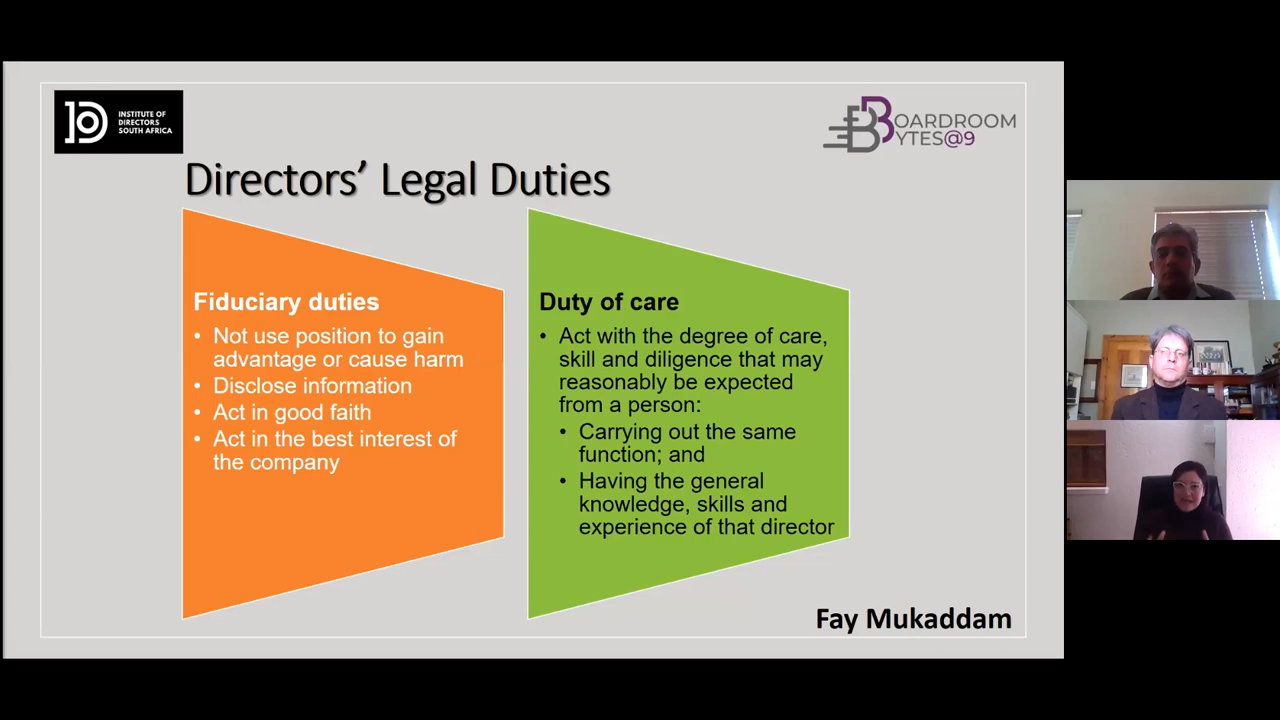 INSTITUTE OF
DIRECTORS
SOUTH AFRICA
BOARDROOM
BYTES@9
Directors’ Legal Duties
Fiduciary duties
• Not use position to gain
advantage or cause harm
• Disclose information
• Act in good faith
• Act in the best interest of
the company
Duty of care
• Act with the degree of care,
skill and diligence that may
reasonably be expected
from a person:
• Carrying out the same
function; and
• Having the general
knowledge, skills and
experience of that director
Fay Mukaddam